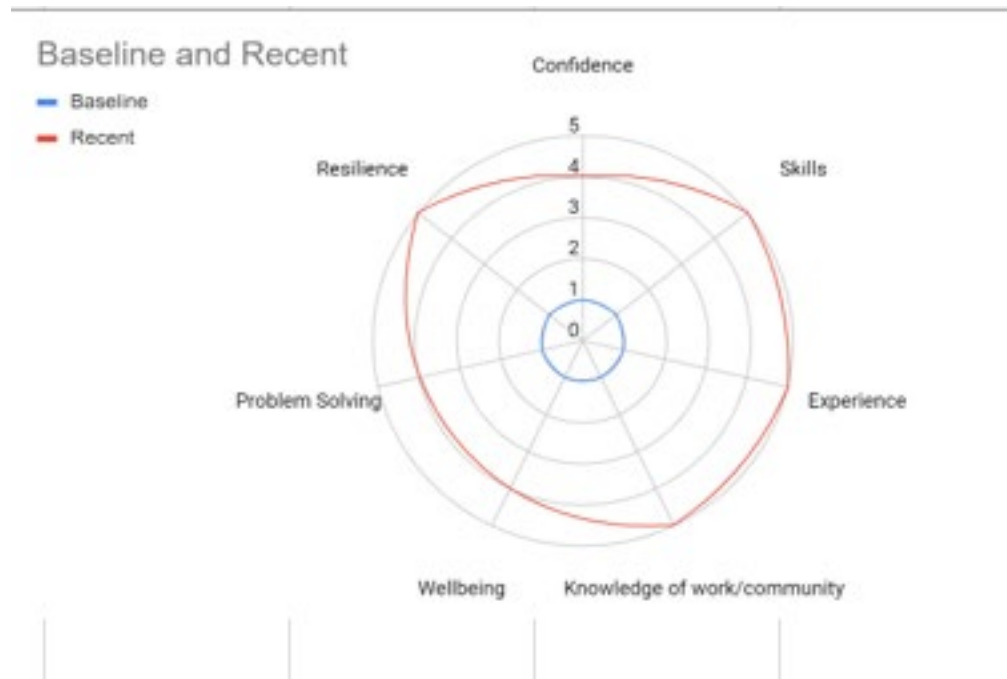 Baseline and Recent
Baseline
Recent
Confidence
Resilience
Skills
5
4
3
2
1
0
Problem Solving
Experience
Wellbeing
Knowledge of work/community